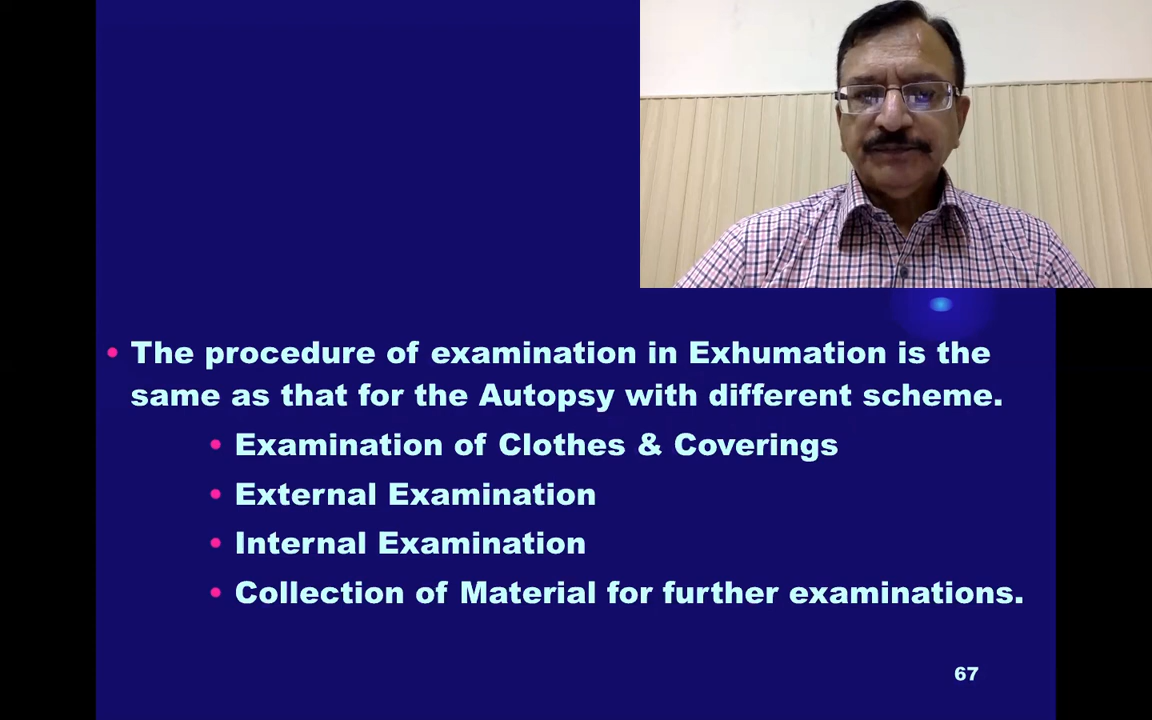 • The procedure of examination in Exhumation is the
same as that for the Autopsy with different scheme.
• Examination of Clothes & Coverings
• External Examination
• Internal Examination
• Collection of Material for further examinations.
67